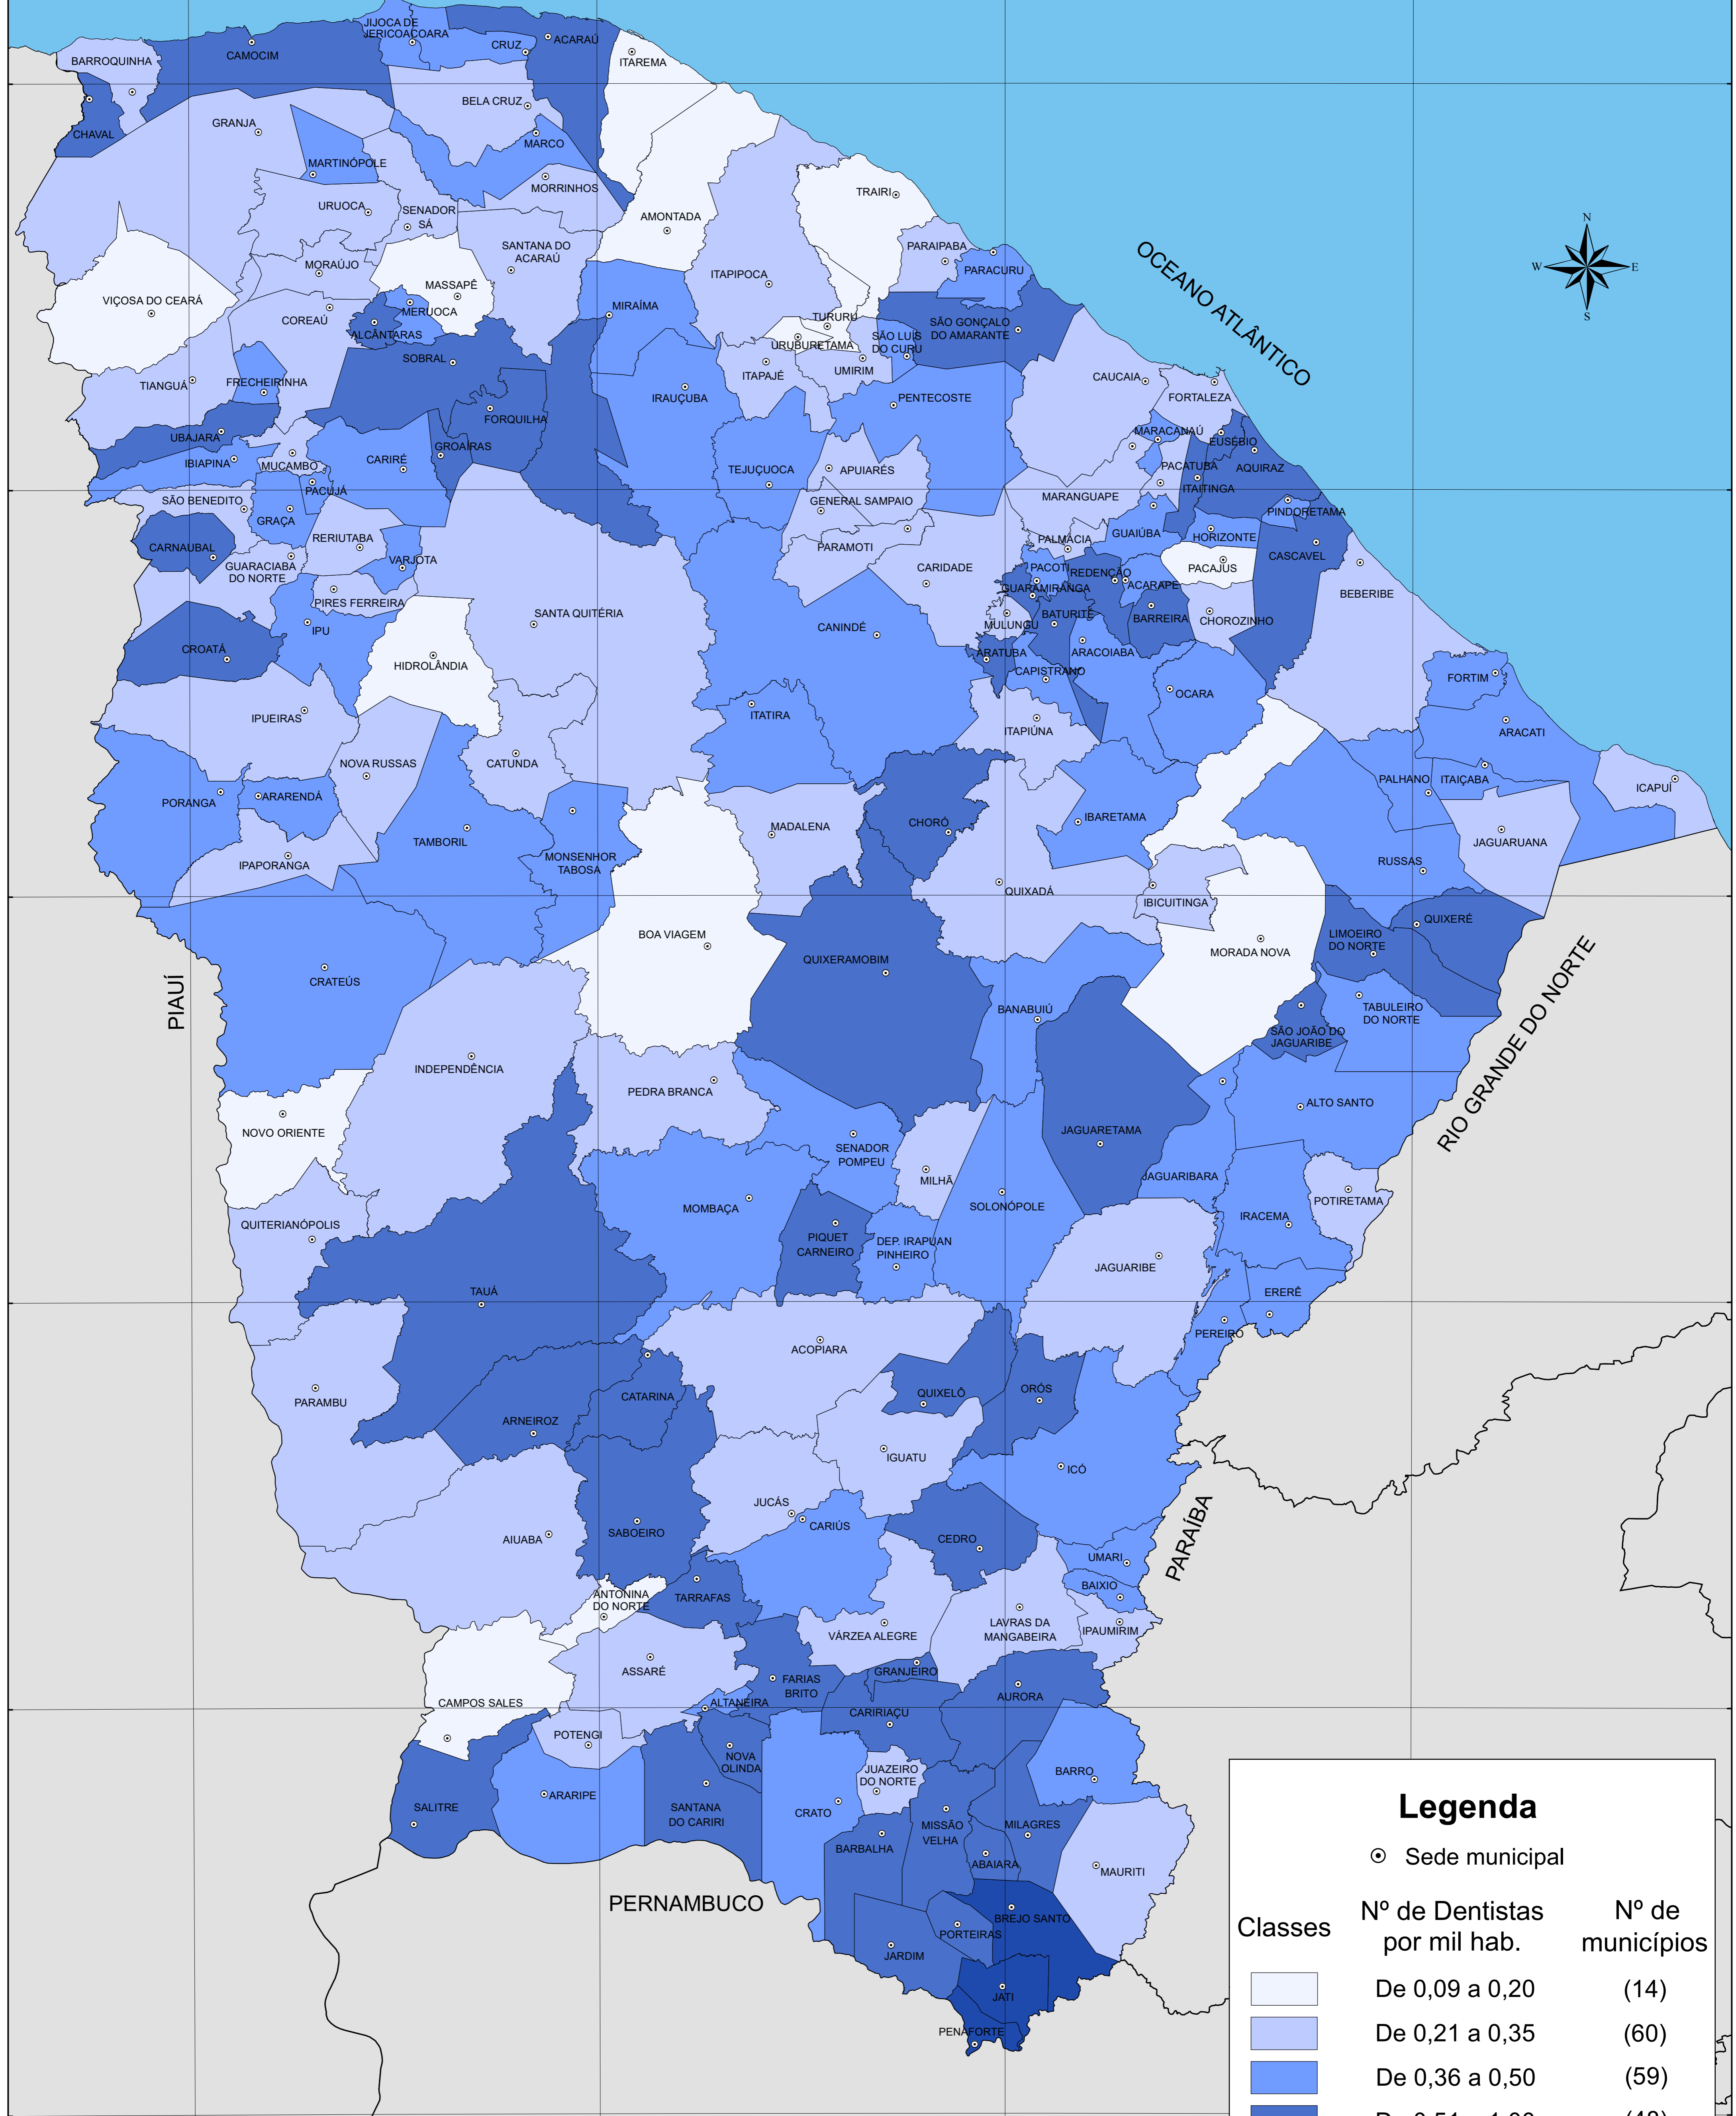 JIJOCA DE
JERICOACOARA
CRUZ
ACARAÚ
ITAREMA
BARROQUINHA
CAMOCIM
BELA CRUZ
CHAVAL
GRANJA
MARCO
MARTINÓPOLE
MORRINHOS
TRAIRI
URUOCA
SENADOR
SÁ
AMONTADA
N
W
E
S
SANTANA DO
ACARAÚ
PARAIPABA
PARACURU
OCEANO ATLÂNTICO
MORAÚJO
ITAPIPOCA
MASSAPÊ
VIÇOSA DO CEARÁ
MIRAÍMA
MERUOCA
COREAÚ
TURURU
SÃO GONÇALO
DO AMARANTE
ALCÂNTARAS
SÃO LUIS
DO CURU
URUBURETAMA
SOBRAL
UMIRIM
ITAPAJÉ
CAUCAIA
TIANGUÁ
FRECHEIRINHA
IRAUÇUBA
PENTECOSTE
FORTALEZA
FORQUILHA
MARACANAÚ
UBAJARA
GROAÍRAS
EUSÉBIO
IBIAPINA
MUCAMBO
CARIRÉ
TEJUÇUOCA
APUIARÉS
PACATUBA
AQUIRAZ
PACUJÁ
ITAITINGA
SÃO BENEDITO
GENERAL SAMPAIO
MARANGUAPE
PINDORETAMA
GRAÇA
RERIUTABA
PALMÁCIA
GUAIÚBA
HORIZONTE
CARNAUBAL
VARJOTA
PARAMOTI
CASCAVEL
GUARACIABA
DO NORTE
CARIDADE
PACOTI
REDENÇÃO
PACAJUS
GUARAMIRANGA
ACARAPE
BEBERIBE
PIRES FERREIRA
SANTA QUITÉRIA
BATURITÉ
BARREIRA
CHOROZINHO
IPU
CANINDÉ
MULUNGU
CROATÁ
HIDROLÂNDIA
ARATUBA
ARACOIABA
CAPISTRANO
FORTIM
OCARA
IPUEIRAS
ITATIRA
ITAPIÚNA
ARACATI
NOVA RUSSAS
CATUNDA
PALHANO
ITAIÇABA
ICAPUÍ
PORANGA
ARARENDÁ
CHORÓ
IBARETAMA
MADALENA
TAMBORIL
JAGUARUANA
MONSENHOR
TABOSA
IPAPORANGA
RUSSAS
QUIXADÁ
IBICUITINGA
QUIXERÉ
BOA VIAGEM
LIMOEIRO
DO NORTE
MORADA NOVA
QUIXERAMOBIM
CRATEÚS
PIAUÍ
BANABUIÚ
TABULEIRO
DO NORTE
RIO GRANDE DO NORTE
SÃO JOÃO DO
JAGUARIBE
INDEPENDÊNCIA
PEDRA BRANCA
ALTO SANTO
NOVO ORIENTE
JAGUARETAMA
SENADOR
POMPEU
MILHÃ
JAGUARIBARA
POTIRETAMA
MOMBAÇA
SOLONÓPOLE
IRACEMA
QUITERIANÓPOLIS
PIQUET
CARNEIRO
DEP. IRAPUAN
PINHEIRO
JAGUARIBE
TAUÁ
ERERÊ
PEREIRO
ACOPIARA
PARAMBU
CATARINA
QUIXELÔ
ORÓS
ARNEIROZ
IGUATU
ICÓ
JUCÁS
CARIÚS
SABOEIRO
AIUABA
CEDRO
PARAÍBA
UMARI
BAIXIO
ANTONINA
DO NORTE
TARRAFAS
LAVRAS DA
MANGABEIRA
IPAUMIRIM
VÁRZEA ALEGRE
ASSARÉ
GRANJEIRO
FARIAS
BRITO
AURORA
CAMPOS SALES
ALTANEIRA
CARIRIAÇU
POTENGI
NOVA
OLINDA
JUAZEIRO
DO NORTE
BARRO
ARARIPE
SALITRE
SANTANA
DO CARIRI
CRATO
MISSÃO
VELHA
MILAGRES
BARBALHA
ABAIARA
MAURITI
PERNAMBUCO
BREJO SANTO
PORTEIRAS
JARDIM
JATI
PENAFORTE
Legenda
Sede municipal
Classes
Nº de Dentistas
por mil hab.
Nº de
municípios
De 0,09 a 0,20 (14)
De 0,21 a 0,35 (60)
De 0,36 a 0,50 (59)